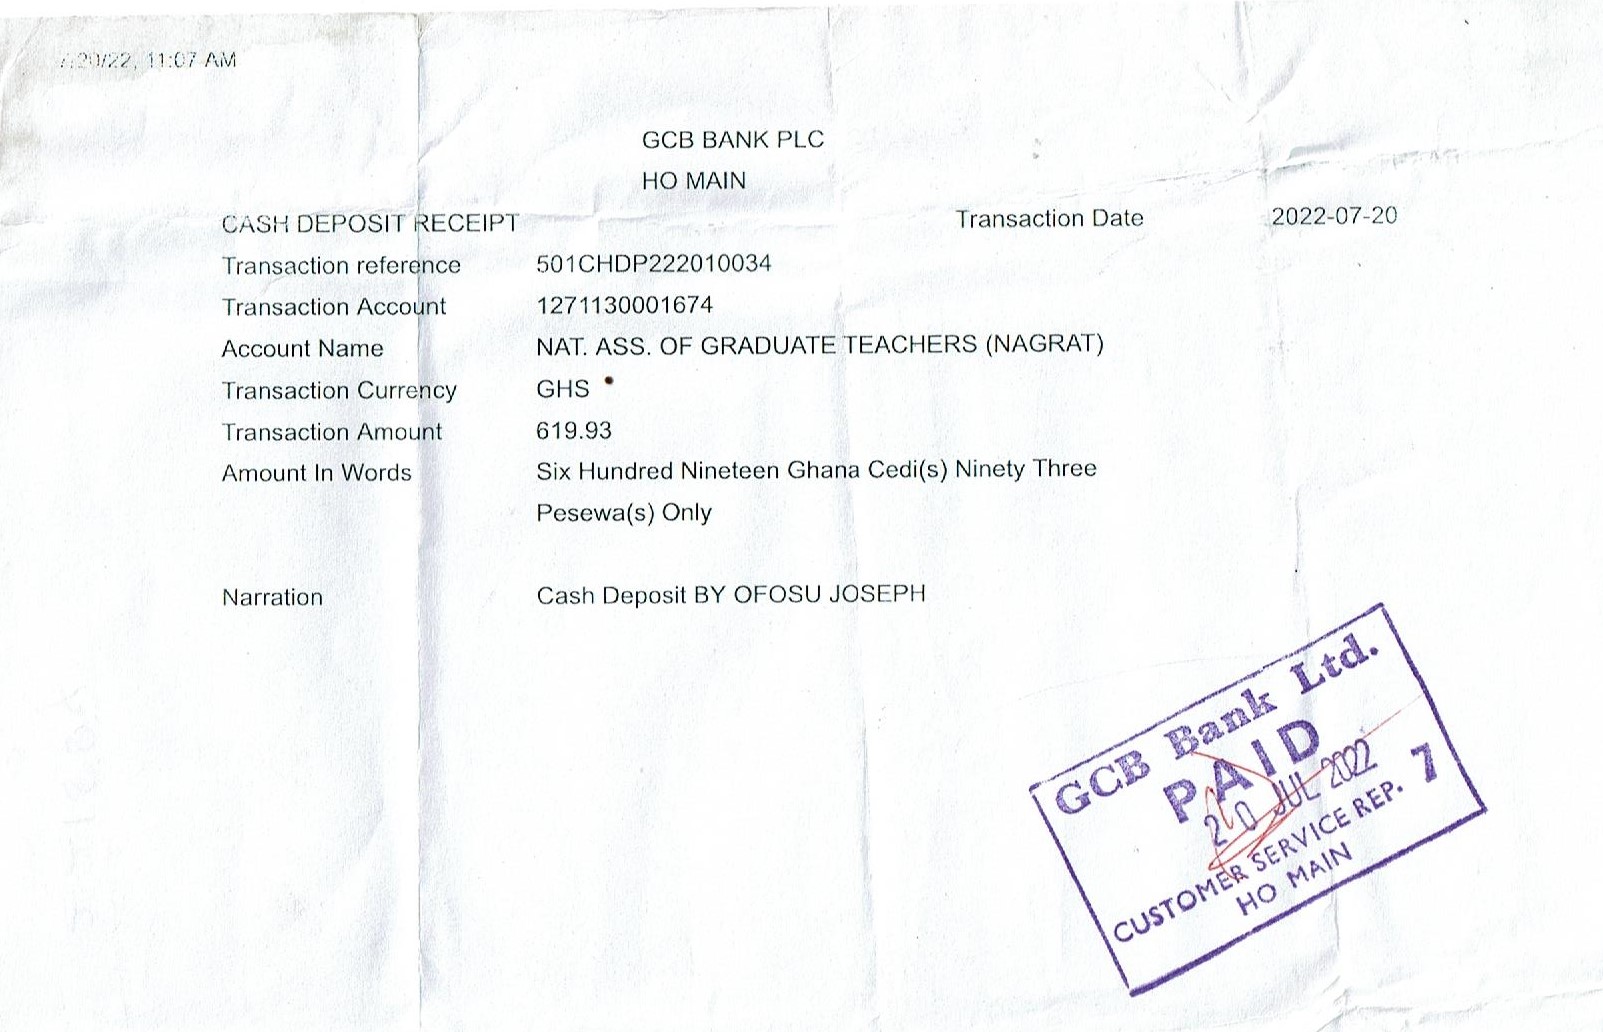 7/20/22, 11:07 AM
GCB BANK PLC
HO MAIN
CASH DEPOSIT RECEIPT Transaction Date 2022-07-20
Transaction reference 501CHDP222010034
Transaction Account 1271130001674
Account Name NAT. ASS. OF GRADUATE TEACHERS (NAGRAT)
Transaction Currency GHS
Transaction Amount 619.93
Amount In Words Six Hundred Nineteen Ghana Cedi(s) Ninety Three
Pesewa(s) Only
Narration Cash Deposit BY OFOSU JOSEPH
GCB Bank Ltd.
PAID
20 JUL 2022
CUSTOMER SERVICE REP. 7
HO MAIN